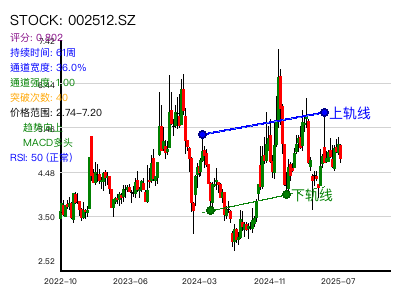 STOCK: 002512.SZ
评分: 0.802
7.42
持续时间: 61周
通道宽度: 36.0%
通道强度: 1.00
突破次数: 40
价格范围: 2.74~7.20
趋势向上
MACD多头
RSI: 50 (正常)
上轨线
下轨线
4.48
3.50
2.52
2022-10
2023-06
2024-03
2024-11
2025-07